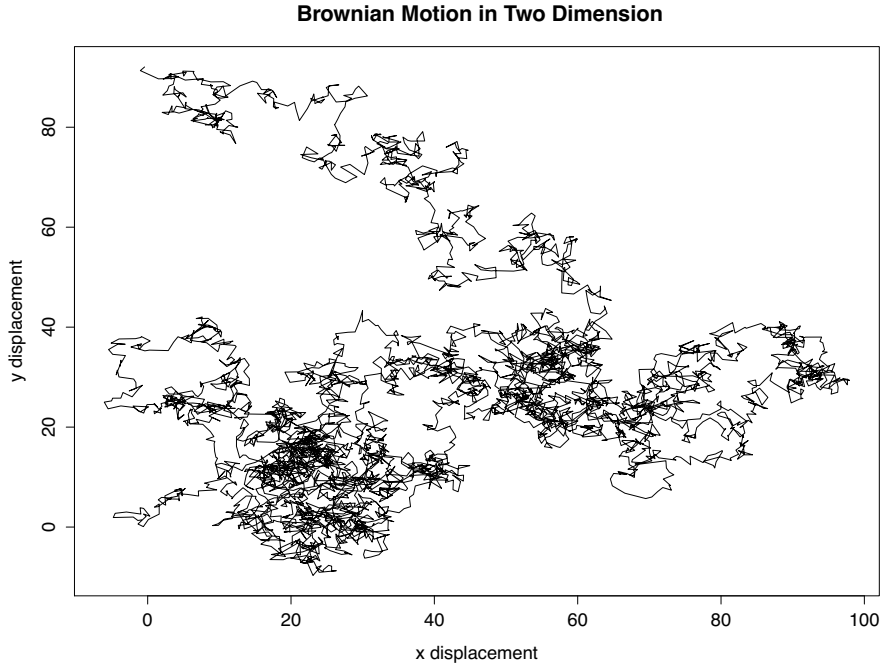 Brownian Motion in Two Dimension
80
60
40
20
0
y displacement
0 20 40 60 80 100
x displacement